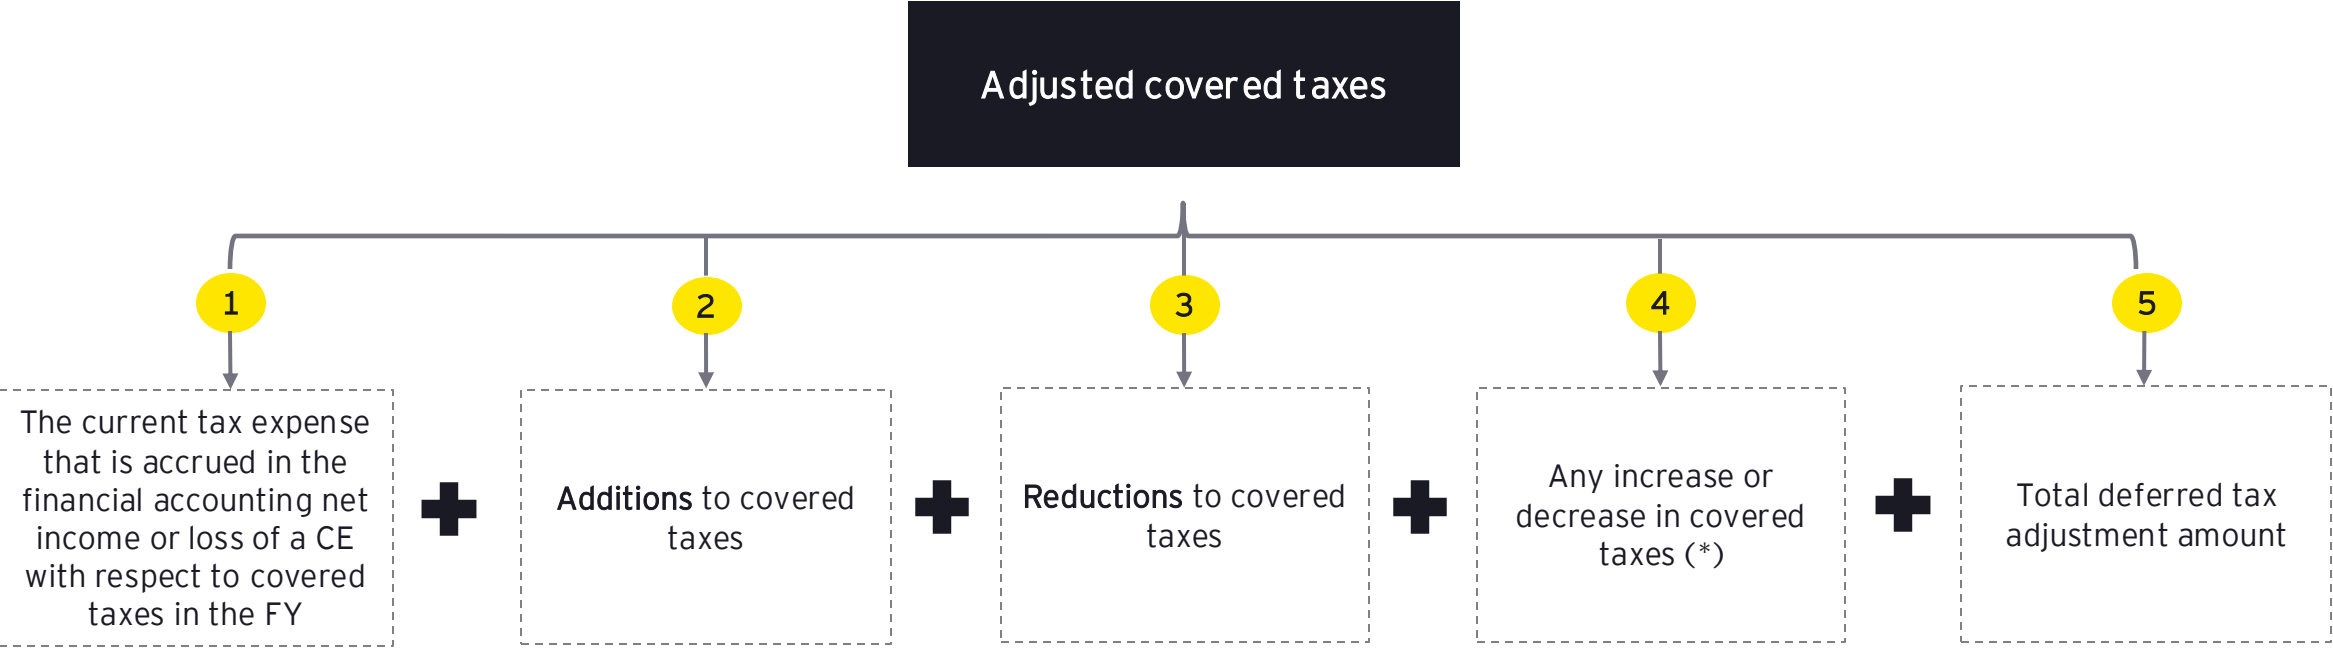 Adjusted covered taxes
1
2
3
4
5
The current tax expense
that is accrued in the
financial accounting net
income or loss of a CE
with respect to covered
taxes in the FY
Additions to covered
taxes
Reductions to covered
taxes
Any increase or
decrease in covered
taxes (*)
Total deferred tax
adjustment amount